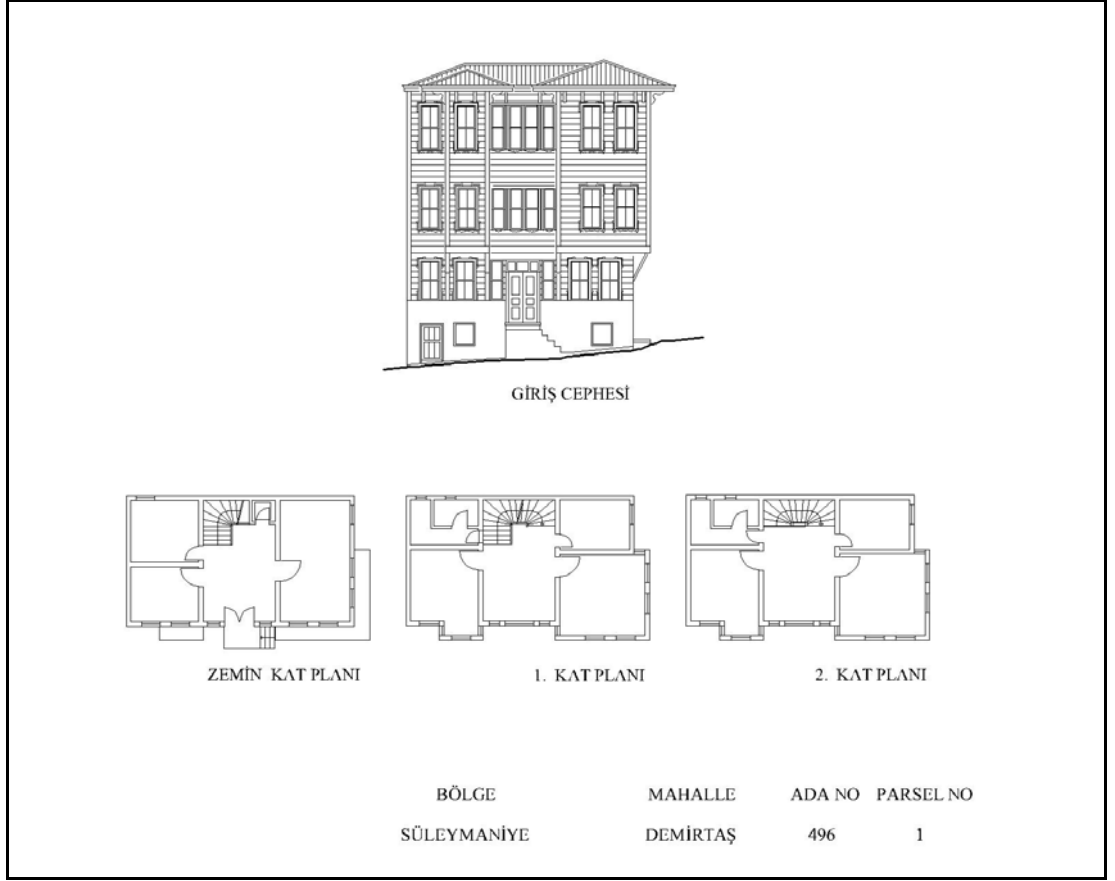 GİRİŞ CEPHESİ
ZEMİN KAT PLANI 1. KAT PLANI 2. KAT PLANI
BÖLGE MAHALLE ADA NO PARSEL NO
SÜLEYMANİYE DEMİRTAŞ 496 1